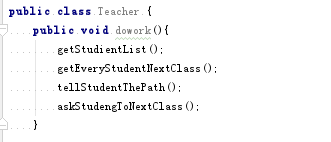 public class Teacher {
public void dowork(){
getStudientList();
getEveryStudentNextClass();
tellStudentThePath();
askStudengToNextClass();
}